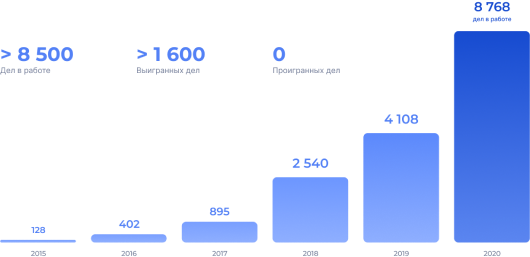 8 768
дел в работе
> 8 500
Дел в работе
> 1 600
Выигранных дел
0
Проигранных дел
4 108
2 540
895
402
128
2015
2016
2017
2018
2019
2020